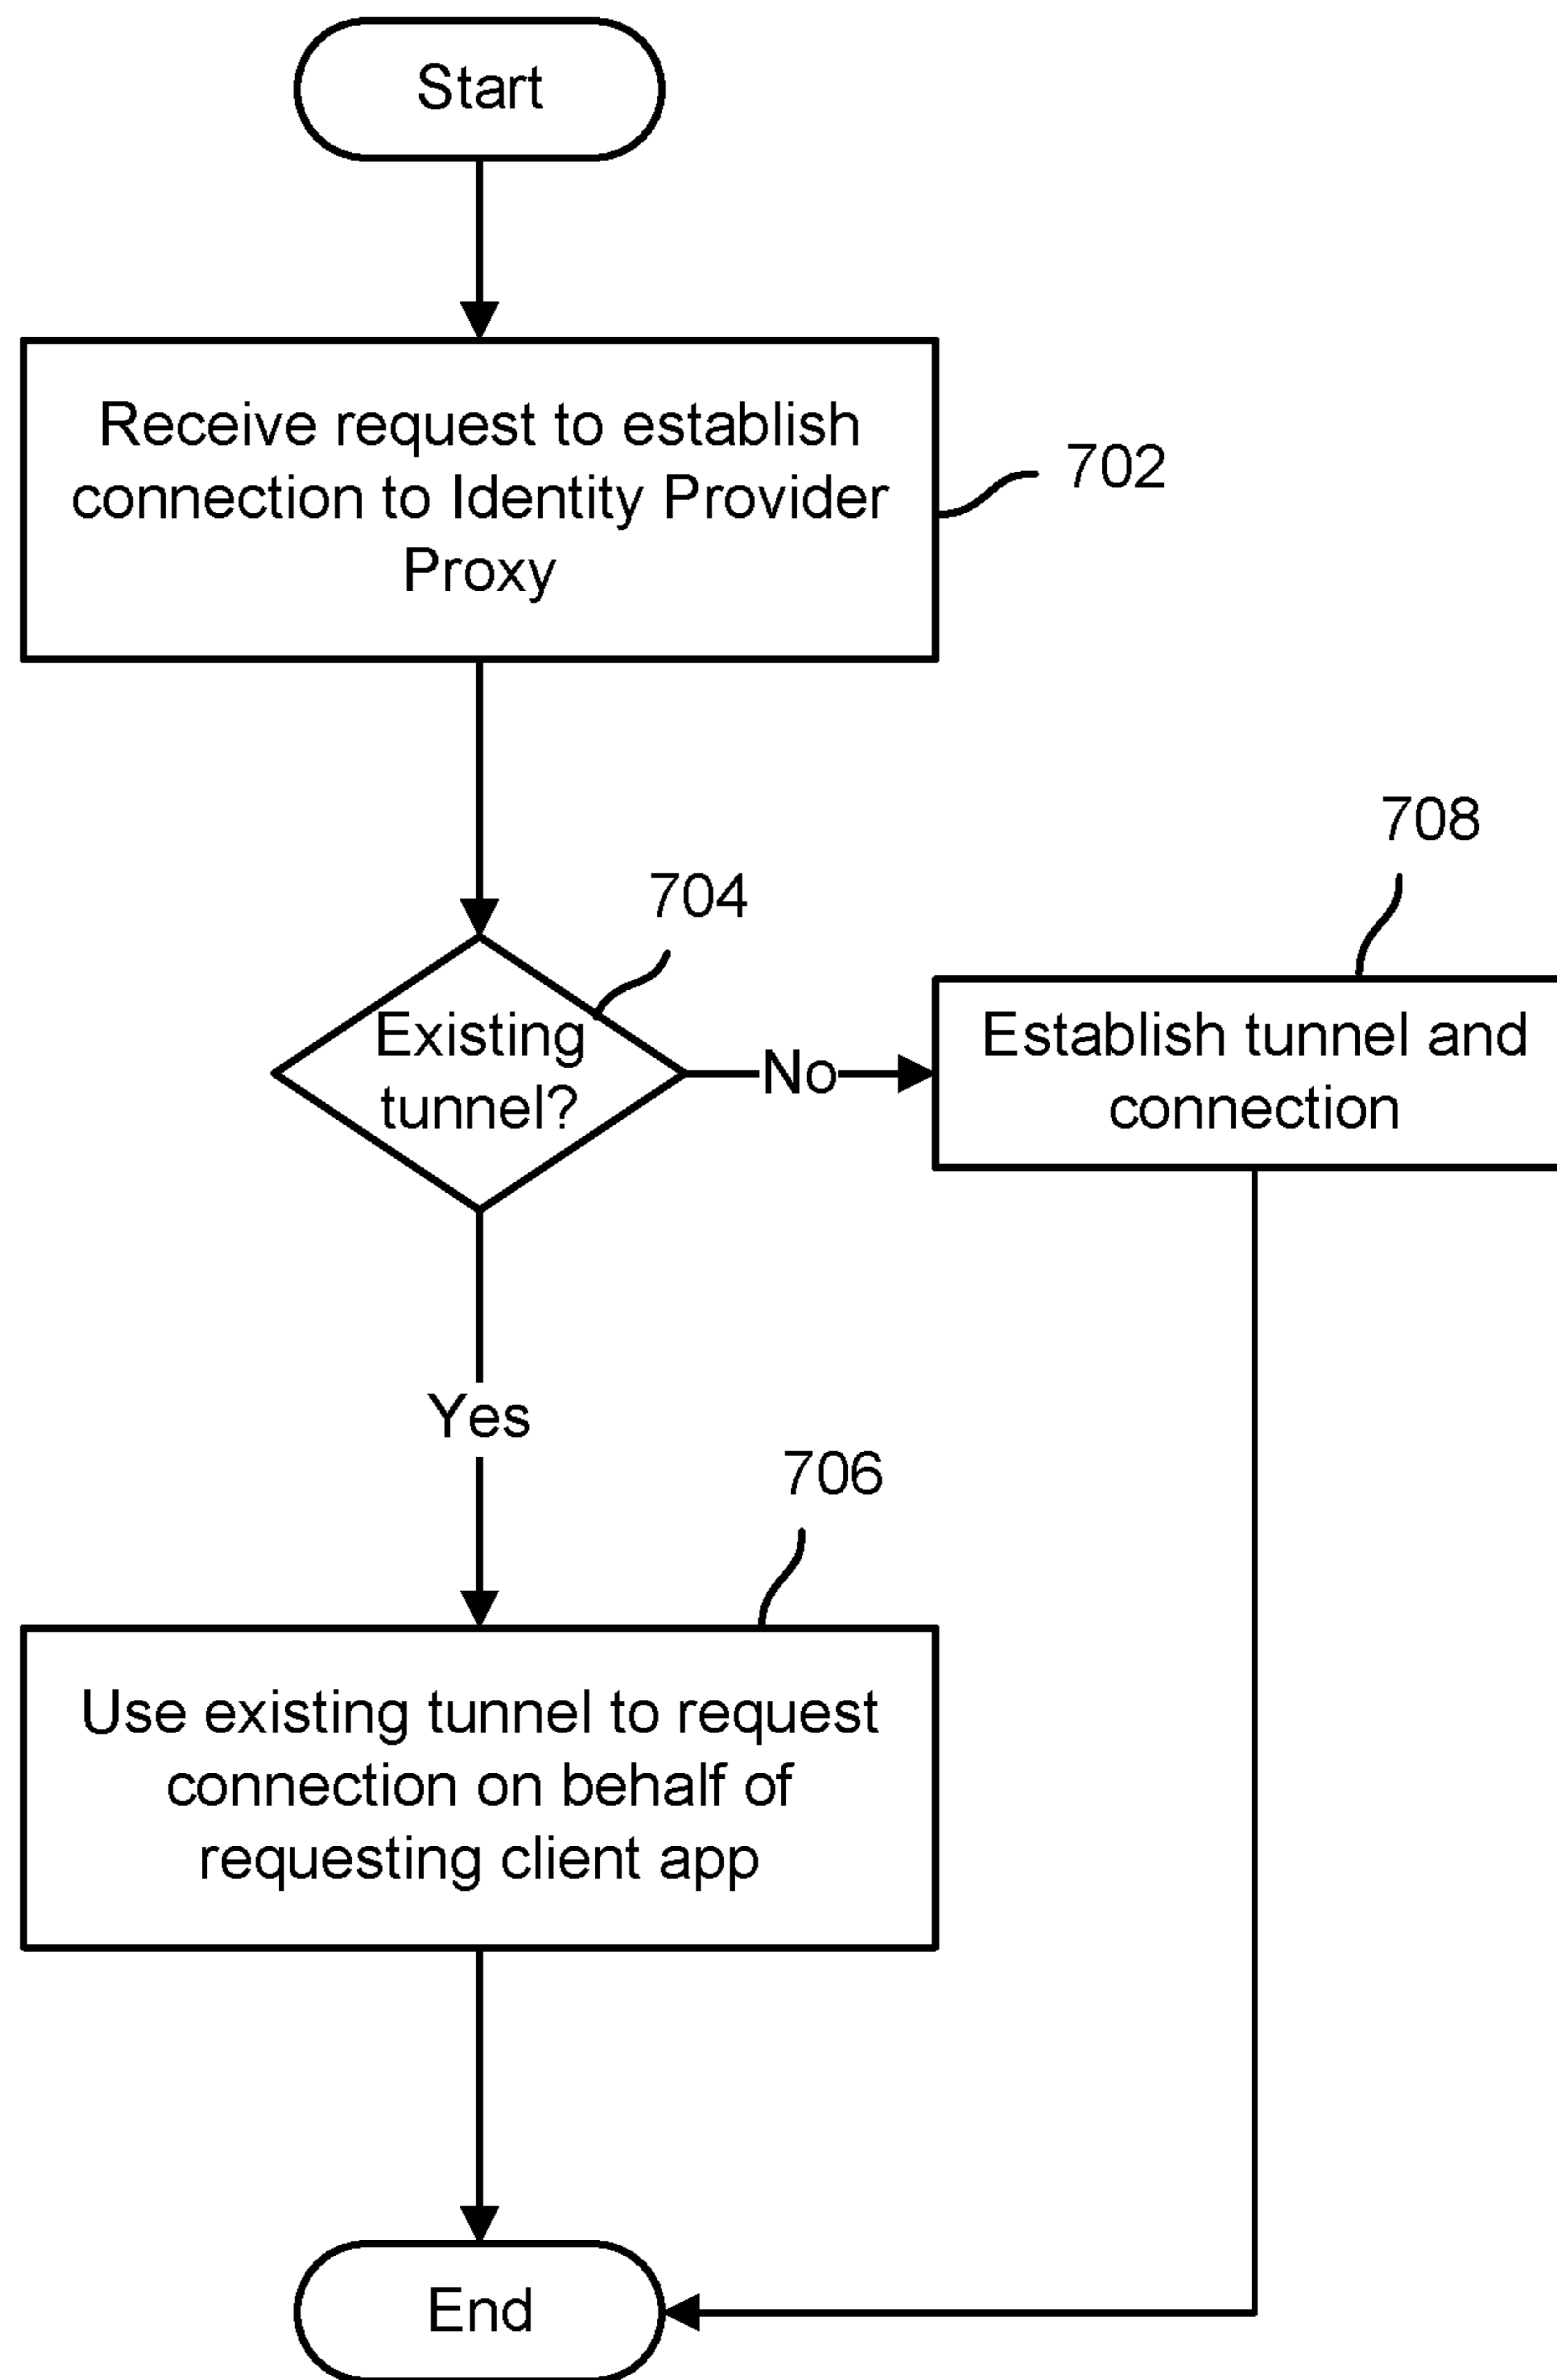 Start
Receive request to establish
connection to Identity Provider
Proxy
702
704
Existing
tunnel?
No
708
Establish tunnel and
connection
Yes
706
Use existing tunnel to request
connection on behalf of
requesting client app
End